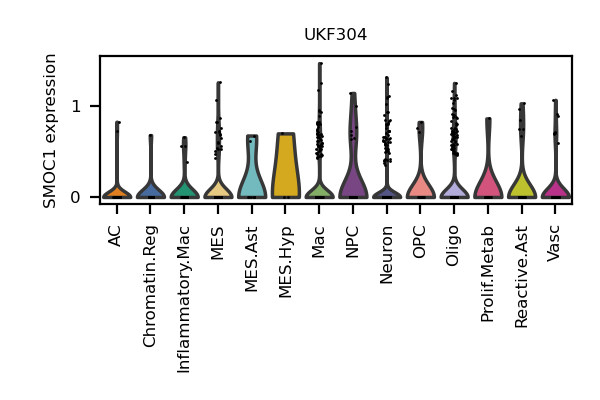 UKF304
SMOC1 expression
1
0
AC
Chromatin.Reg
Inflammatory.Mac
MES
MES.Ast
MES.Hyp
Mac
NPC
Neuron
OPC
Oligo
Prolif.Metab
Reactive.Ast
Vasc